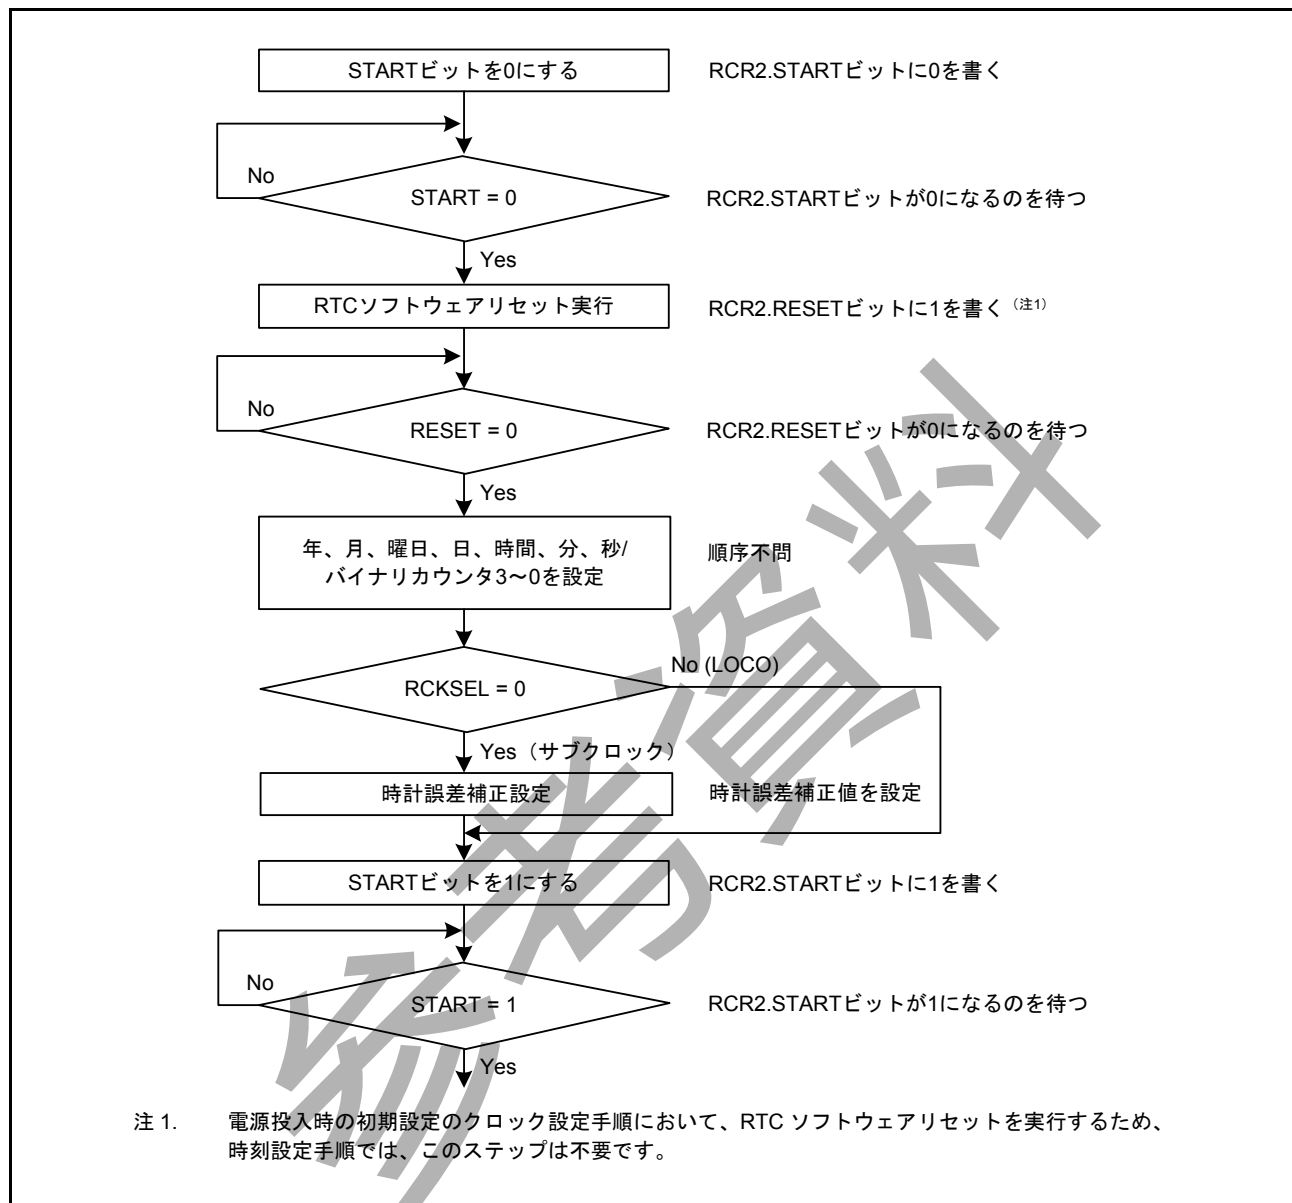 STARTビットを0にする
RCR2.STARTビットに0を書く
No
START = 0
RCR2.STARTビットが0になるのを待つ
Yes
RTCソフトウェアリセット実行
RCR2.RESETビットに1を書く（注1）
No
RESET = 0
RCR2.RESETビットが0になるのを待つ
Yes
年、月、曜日、日、時間、分、秒/
バイナリカウンタ3～0を設定
順序不問
No (LOCO)
RCKSEL = 0
Yes（サブクロック）
時計誤差補正設定
時計誤差補正値を設定
STARTビットを1にする
RCR2.STARTビットに1を書く
No
START = 1
RCR2.STARTビットが1になるのを待つ
Yes
注 1. 電源投入時の初期設定のクロック設定手順において、RTC ソフトウェアリセットを実行するため、
時刻設定手順では、このステップは不要です。
参考資料